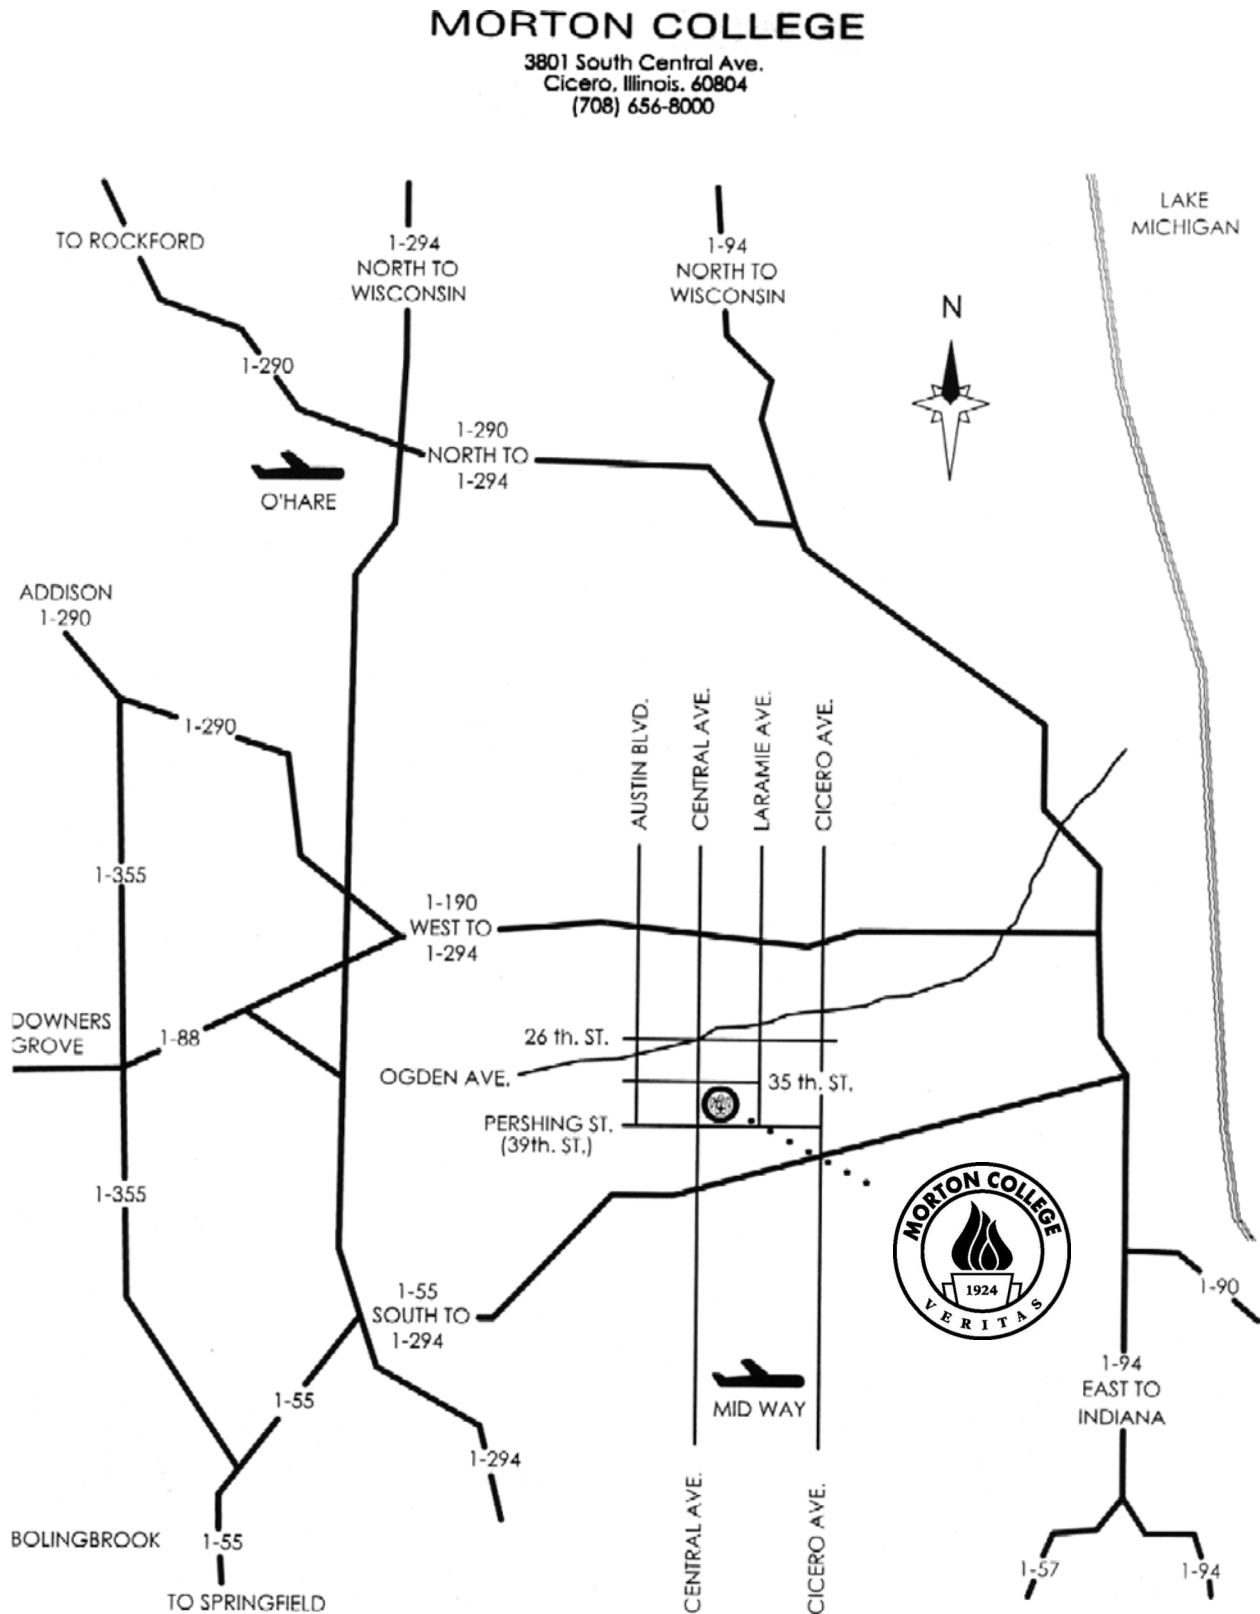 MORTON COLLEGE
3801 South Central Ave.
Cicero, Illinois. 60804
(708) 656-8000
LAKE
MICHIGAN
TO ROCKFORD
1-294
NORTH TO
WISCONSIN
1-94
NORTH TO
WISCONSIN
N
1-290
1-290
NORTH TO
1-294
O'HARE
ADDISON
1-290
1-290
AUSTIN BLVD.
CENTRAL AVE.
LARAMIE AVE.
CICERO AVE.
1-355
1-190
WEST TO
1-294
DOWNERS
GROVE
1-88
26 th. ST.
OGDEN AVE.
35 th. ST.
PERSHING ST.
(39th. ST.)
1-355
MORTON COLLEGE
1924
VERITAS
1-55
SOUTH TO
1-294
1-90
1-94
EAST TO
INDIANA
MID WAY
1-55
1-294
CENTRAL AVE.
CICERO AVE.
BOLINGBROOK
1-55
1-57
1-94
TO SPRINGFIELD